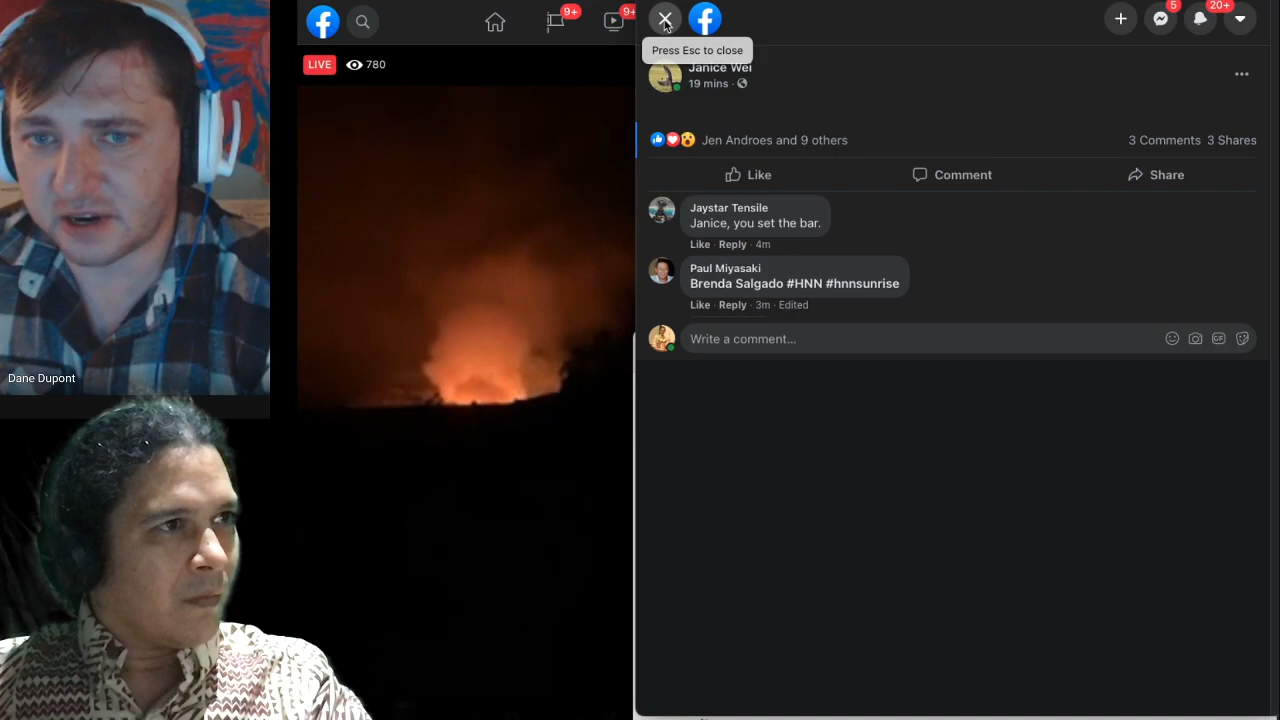 Dane Dupont
9+
9+
LIVE 780
Press Esc to close
5
20+
Janice Wei
19 mins ·
Jen Androes and 9 others
3 Comments 3 Shares
Like
Comment
Share
Jaystar Tensile
Janice, you set the bar.
Like · Reply · 4m
Paul Miyasaki
Brenda Salgado #HNN #hnnsunrise
Like · Reply · 3m · Edited
Write a comment...
GIF